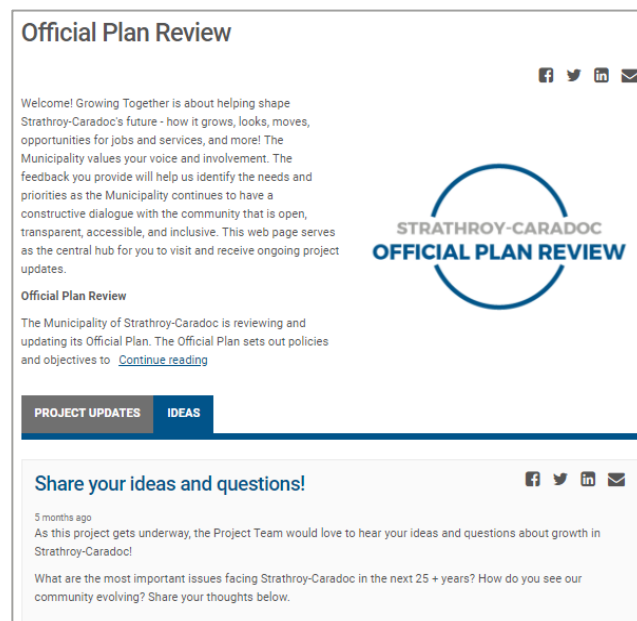 Official Plan Review
Welcome! Growing Together is about helping shape
Strathroy-Caradoc's future - how it grows, looks, moves,
opportunities for jobs and services, and more! The
Municipality values your voice and involvement. The
feedback you provide will help us identify the needs and
priorities as the Municipality continues to have a
constructive dialogue with the community that is open,
transparent, accessible, and inclusive. This web page serves
as the central hub for you to visit and receive ongoing project
updates.
Official Plan Review
The Municipality of Strathroy-Caradoc is reviewing and
updating its Official Plan. The Official Plan sets out policies
and objectives to Continue reading
STRATHROY-CARADOC
OFFICIAL PLAN REVIEW
PROJECT UPDATES IDEAS
Share your ideas and questions!
5 months ago
As this project gets underway, the Project Team would love to hear your ideas and questions about growth in
Strathroy-Caradoc!
What are the most important issues facing Strathroy-Caradoc in the next 25 + years? How do you see our
community evolving? Share your thoughts below.